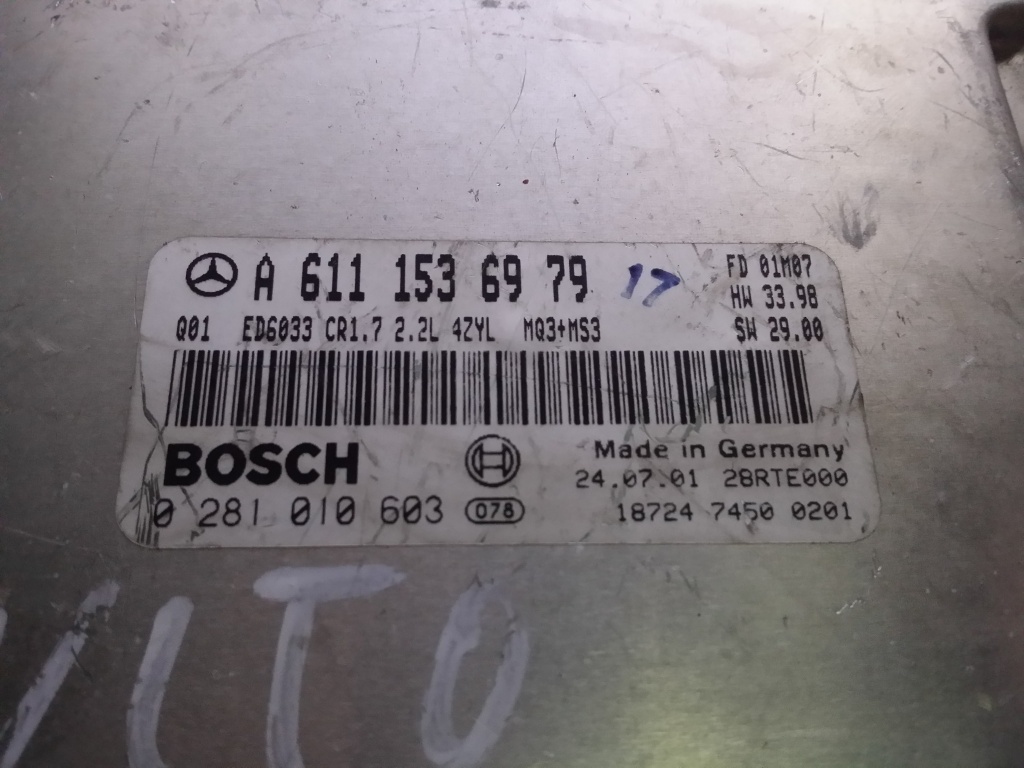 A 611 153 69 79 17 FD 01M07
HW 33.98
Q01 ED6033 CR1.7 2.2L 4ZYL MQ3+MS3 SW 29.00
BOSCH Made in Germany
24.07.01 28RTE000
0 281 010 603 078 18724 7450 0201
VITO